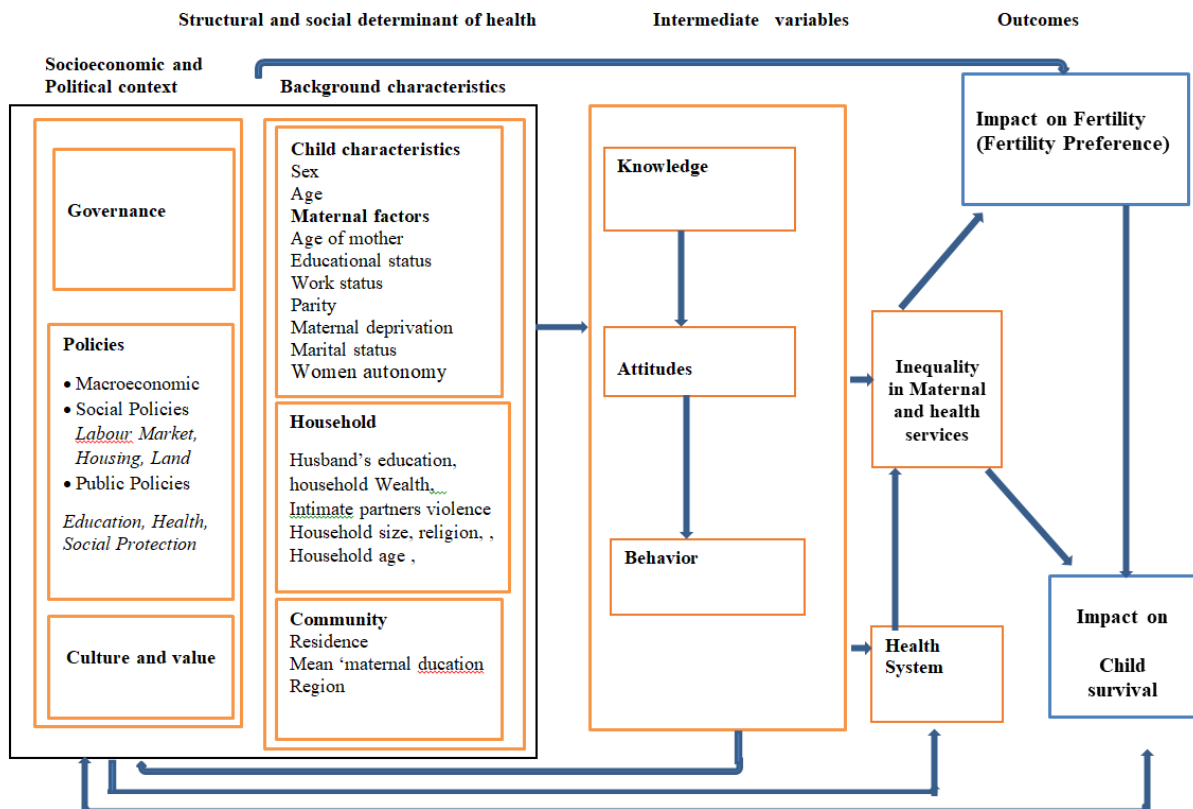 Structural and social determinant of health
Intermediate variables
Outcomes
Socioeconomic and
Political context
Background characteristics
Governance
Policies
• Macroeconomic
• Social Policies
Labour Market,
Housing, Land
• Public Policies
Education, Health,
Social Protection
Culture and value
Child characteristics
Sex
Age
Maternal factors
Age of mother
Educational status
Work status
Parity
Maternal deprivation
Marital status
Women autonomy
Household
Husband's education,
household Wealth,
Intimate partners violence
Household size, religion, ,
Household age ,
Community
Residence
Mean 'maternal ducation
Region
Knowledge
Attitudes
Behavior
Inequality
in Maternal
and health
services
Health
System
Impact on Fertility
(Fertility Preference)
Impact on
Child
survival